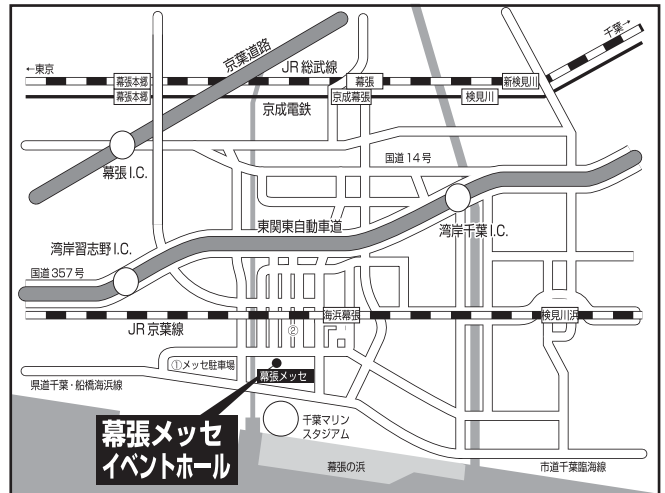 千葉→
←東京
京葉道路
JR 総武線
幕張本郷
幕張
新検見川
幕張本郷
京成幕張
検見川
京成電鉄
国道14号
幕張I.C.
東関東自動車道
湾岸千葉I.C.
湾岸習志野I.C.
国道357号
海浜幕張
検見川浜
JR 京葉線
②
①メッセ駐車場
幕張メッセ
県道千葉・船橋海浜線
幕張メッセ
イベントホール
千葉マリン
スタジアム
幕張の浜
市道千葉臨海線